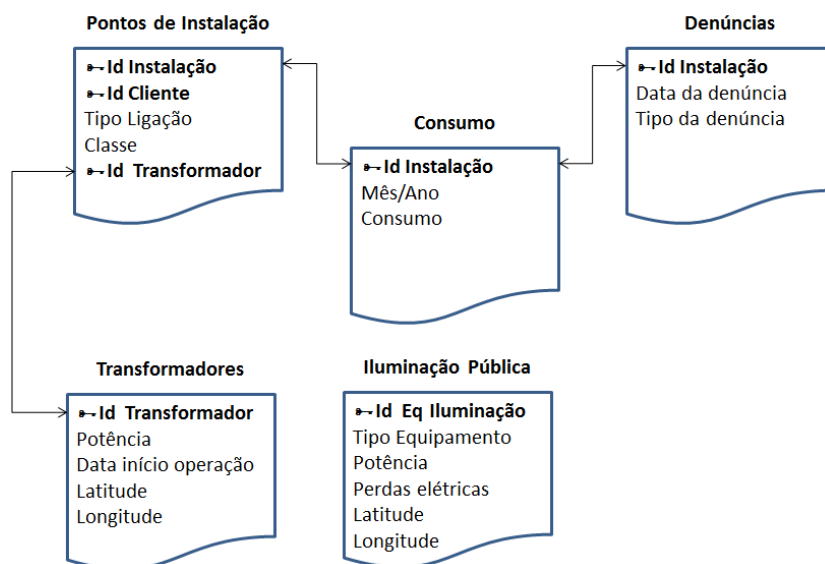 Pontos de Instalação
Id Instalação
Id Cliente
Tipo Ligação
Classe
Id Transformador
Consumo
Id Instalação
Mês/Ano
Consumo
Denúncias
Id Instalação
Data da denúncia
Tipo da denúncia
Transformadores
Id Transformador
Potência
Data início operação
Latitude
Longitude
Iluminação Pública
Id Eq Iluminação
Tipo Equipamento
Potência
Perdas elétricas
Latitude
Longitude